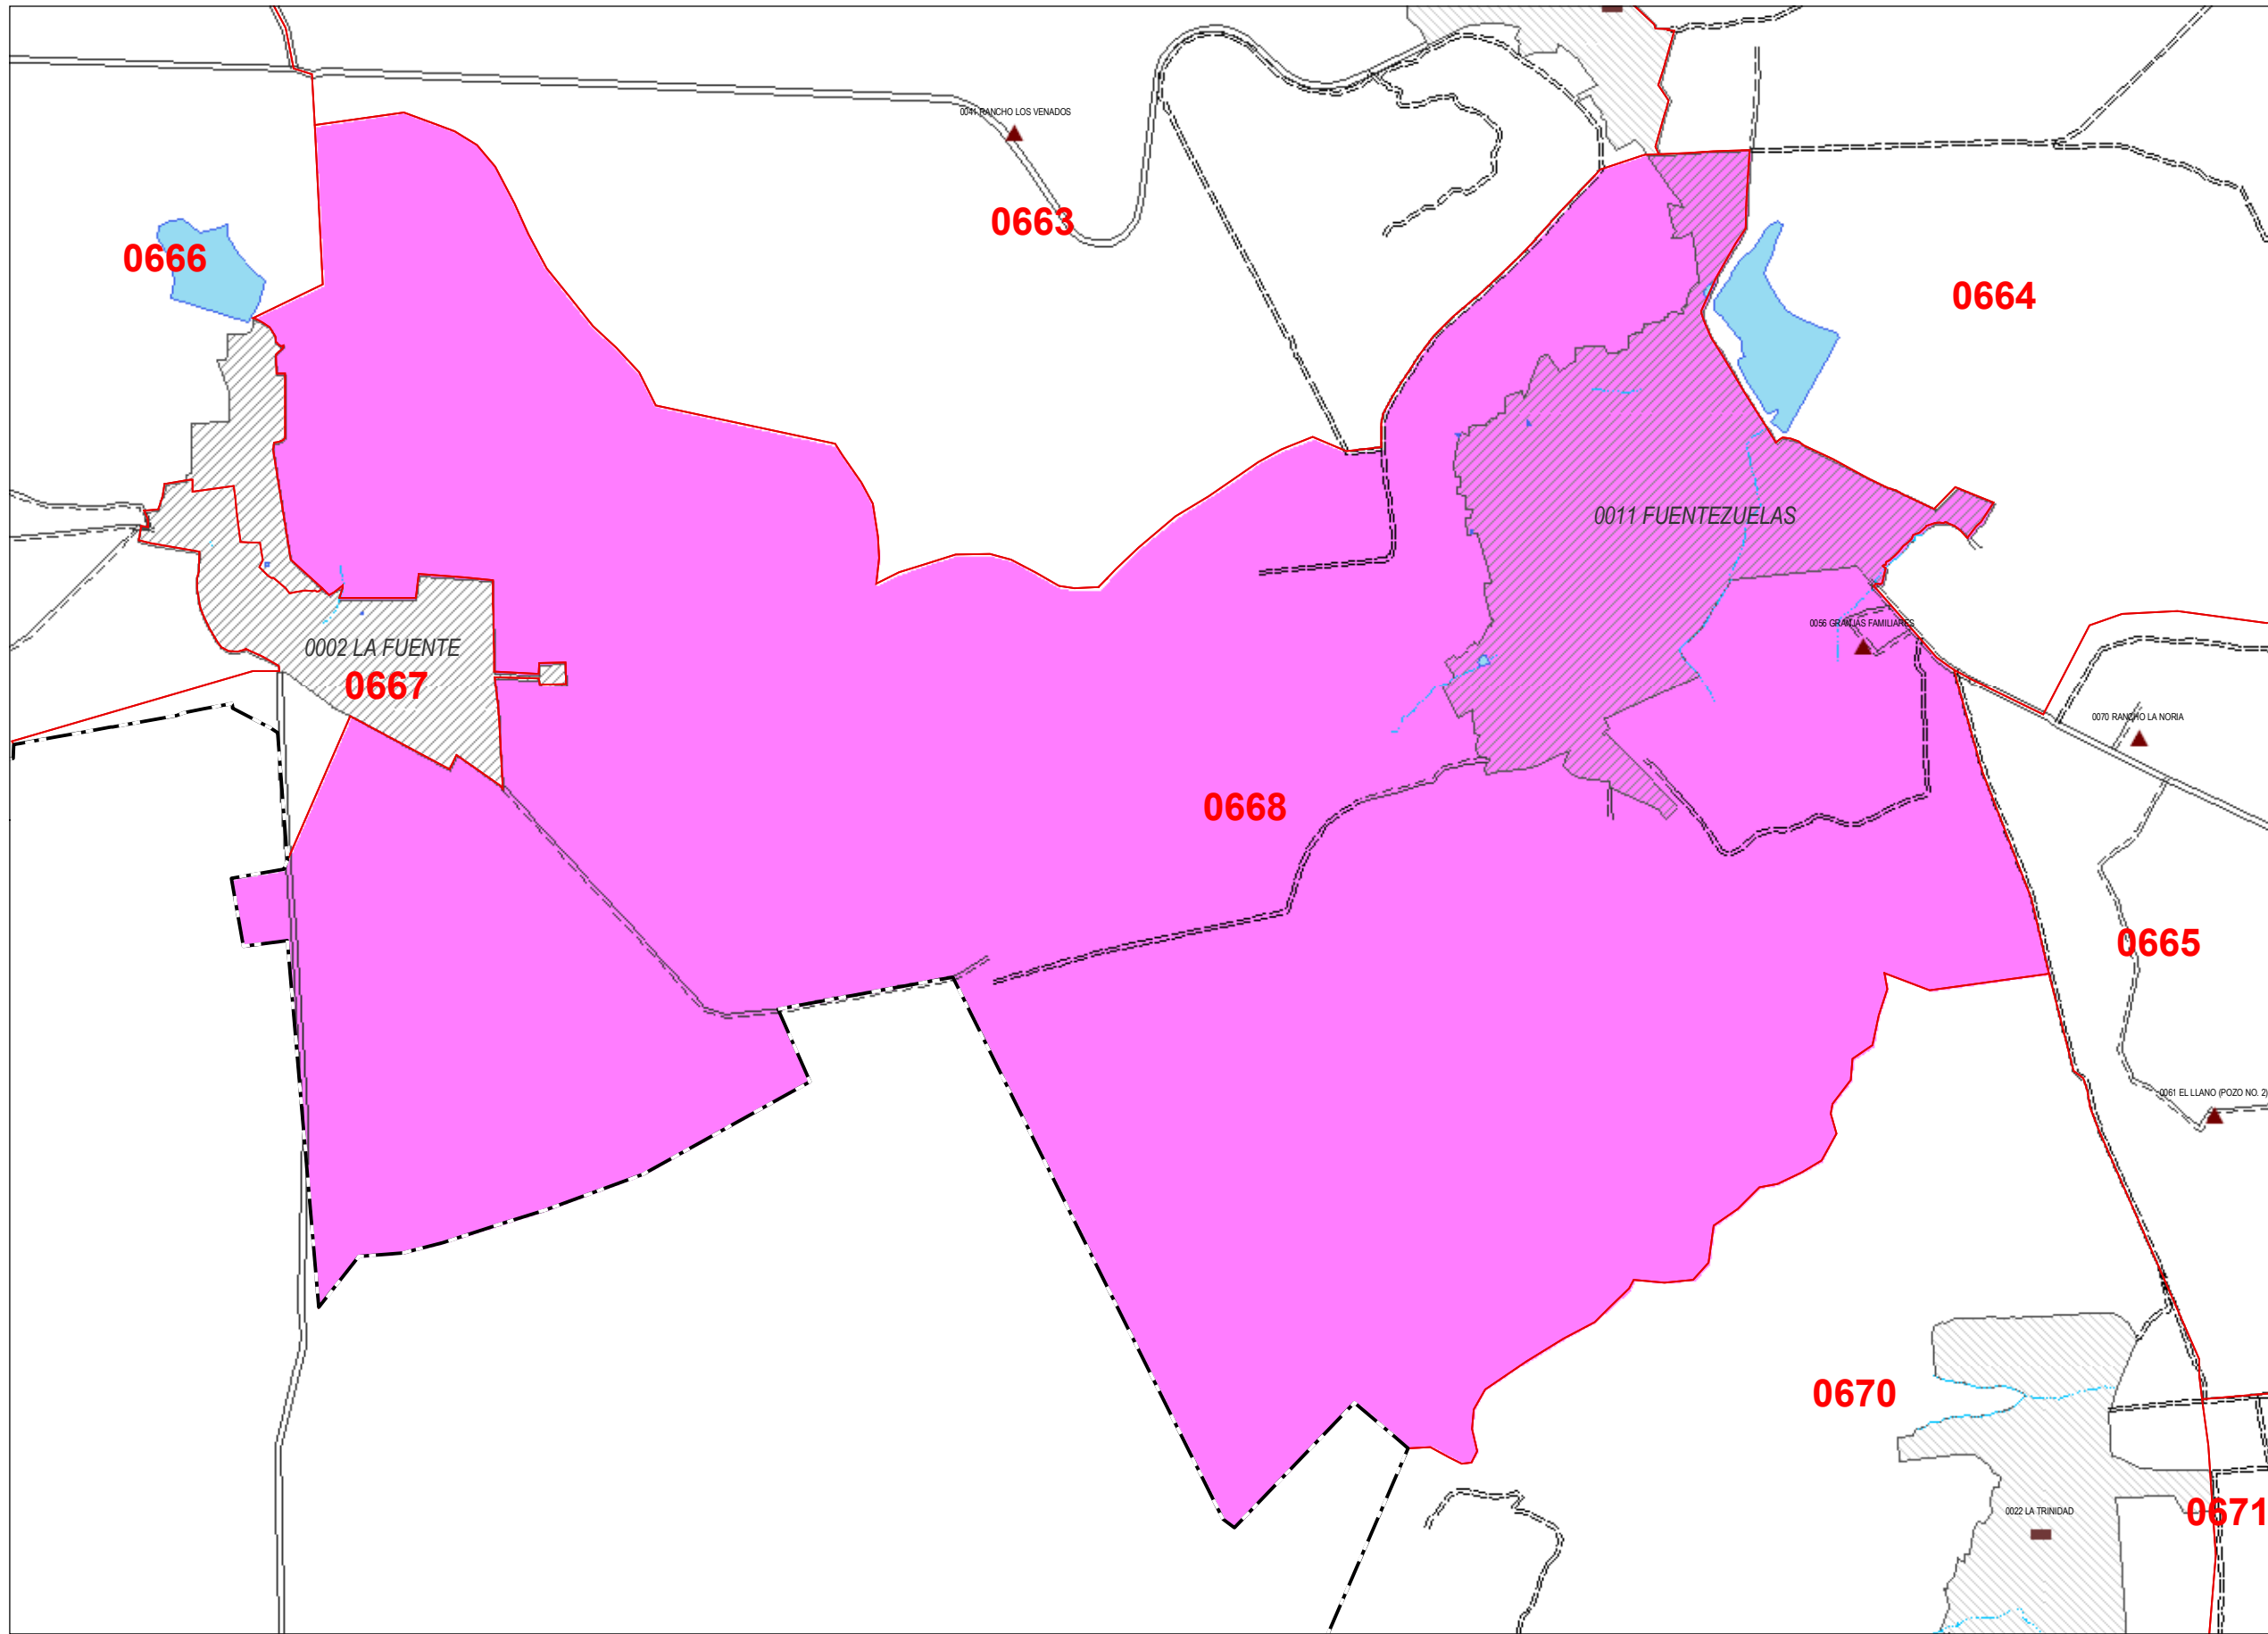 0041 RANCHO LOS VENADOS
0663
0666
0664
0011 FUENTEZUELAS
0056 GRANJAS FAMILIARES
0002 LA FUENTE
0667
0070 RANCHO LA NORIA
0668
0665
0061 EL LLANO (POZO NO. 2)
0670
0022 LA TRINIDAD
0671